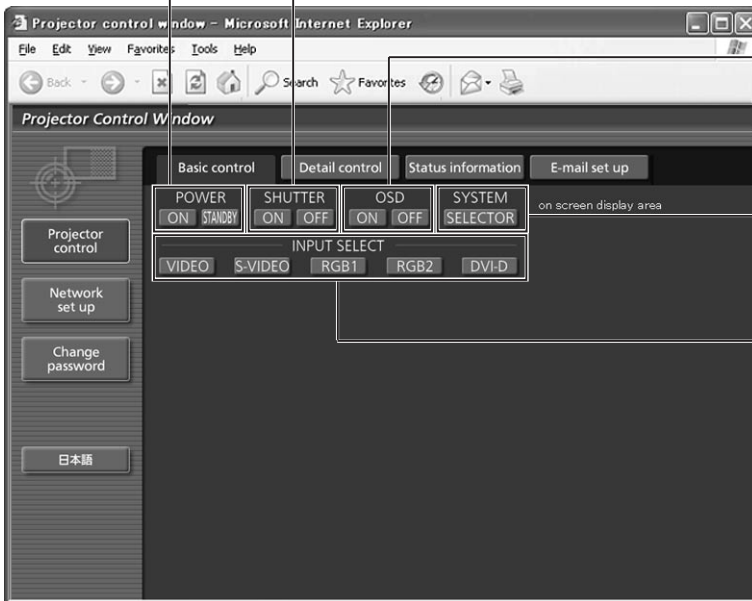 Projector control window - Microsoft Internet Explorer
File Edit View Favorites Tools Help
Back Search Favorites
Projector Control Window
Basic control Detail control Status information E-mail set up
POWER SHUTTER OSD SYSTEM
ON STANDBY ON OFF ON OFF SELECTOR
on screen display area
INPUT SELECT
VIDEO S-VIDEO RGB1 RGB2 DVI-D
Projector
control
Network
set up
Change
password
日本語